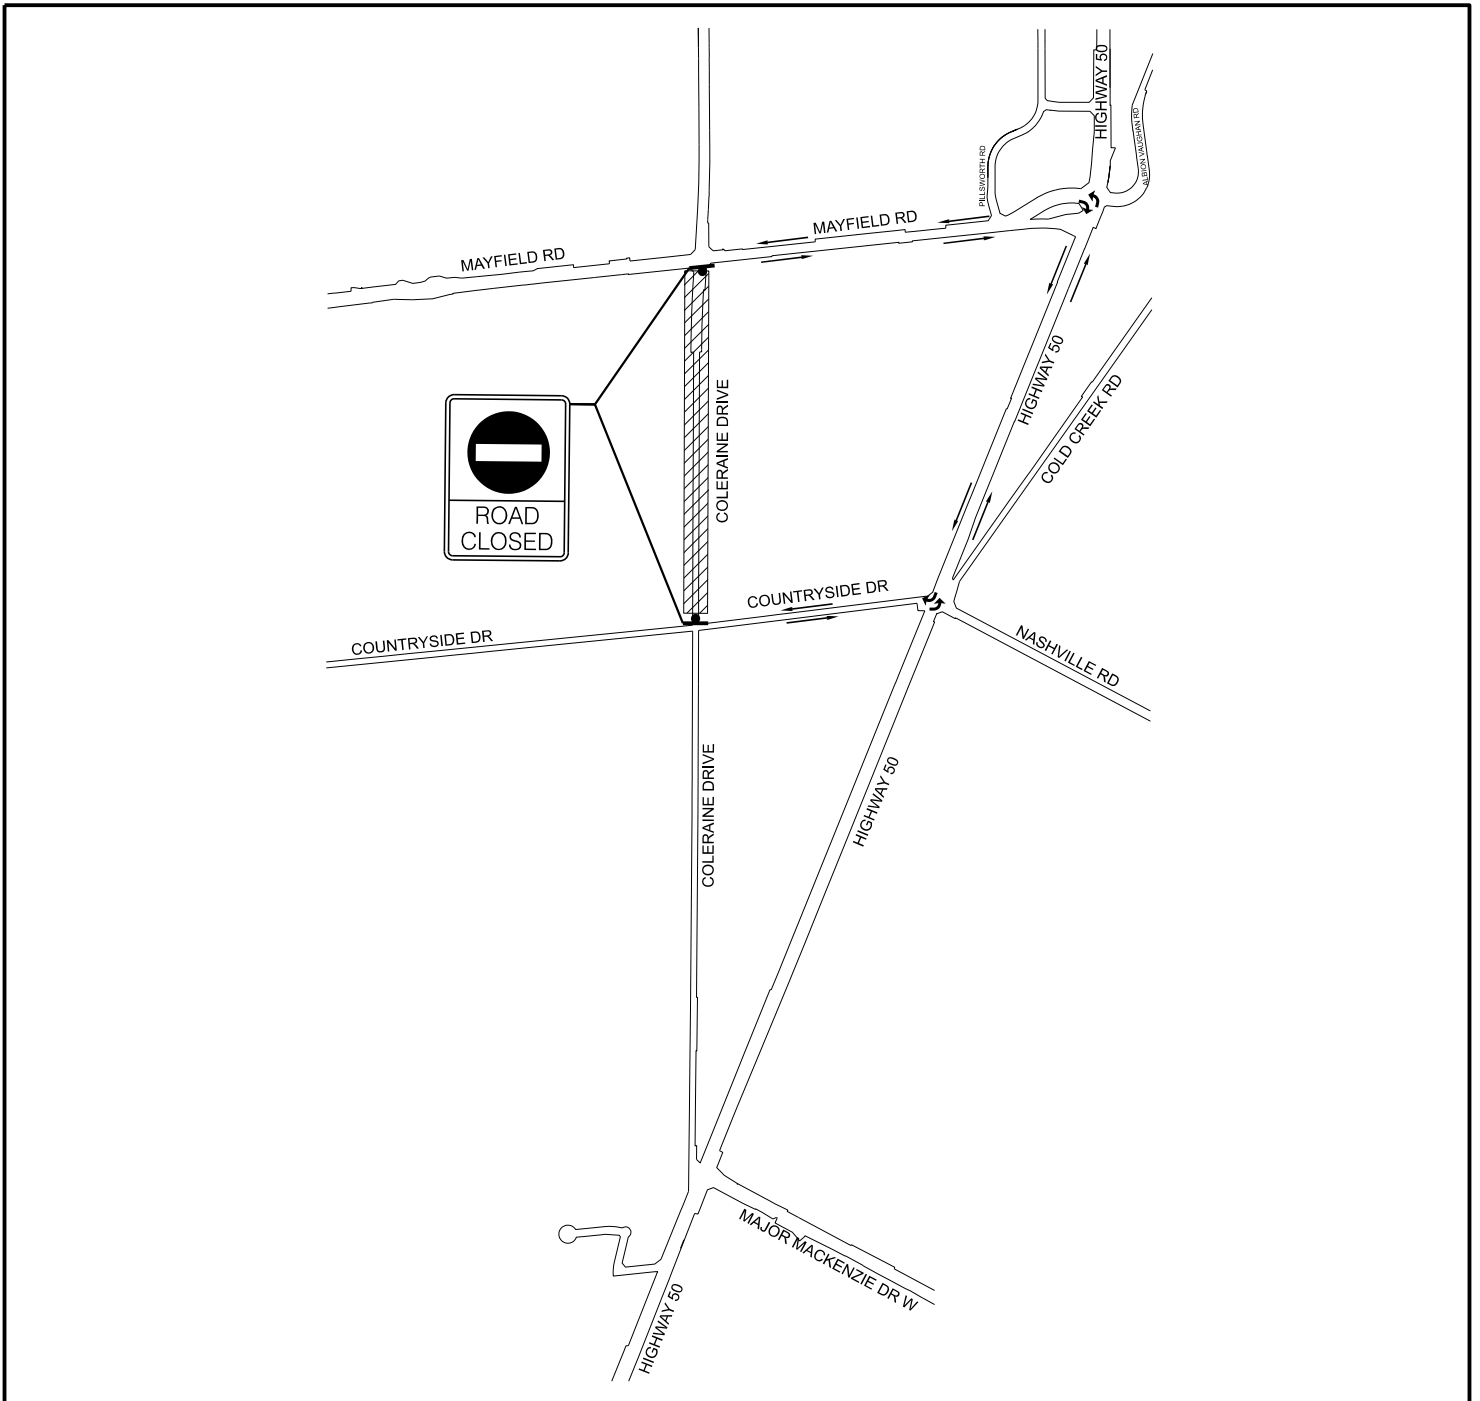 HIGHWAY 50
ALBION VAUGHAN RD
PILLSWORTH RD
MAYFIELD RD
MAYFIELD RD
HIGHWAY 50
COLD CREEK RD
COLERAINE DRIVE
ROAD
CLOSED
COUNTRYSIDE DR
COUNTRYSIDE DR
NASHVILLE RD
COLERAINE DRIVE
HIGHWAY 50
MAJOR MACKENZIE DR W
HIGHWAY 50